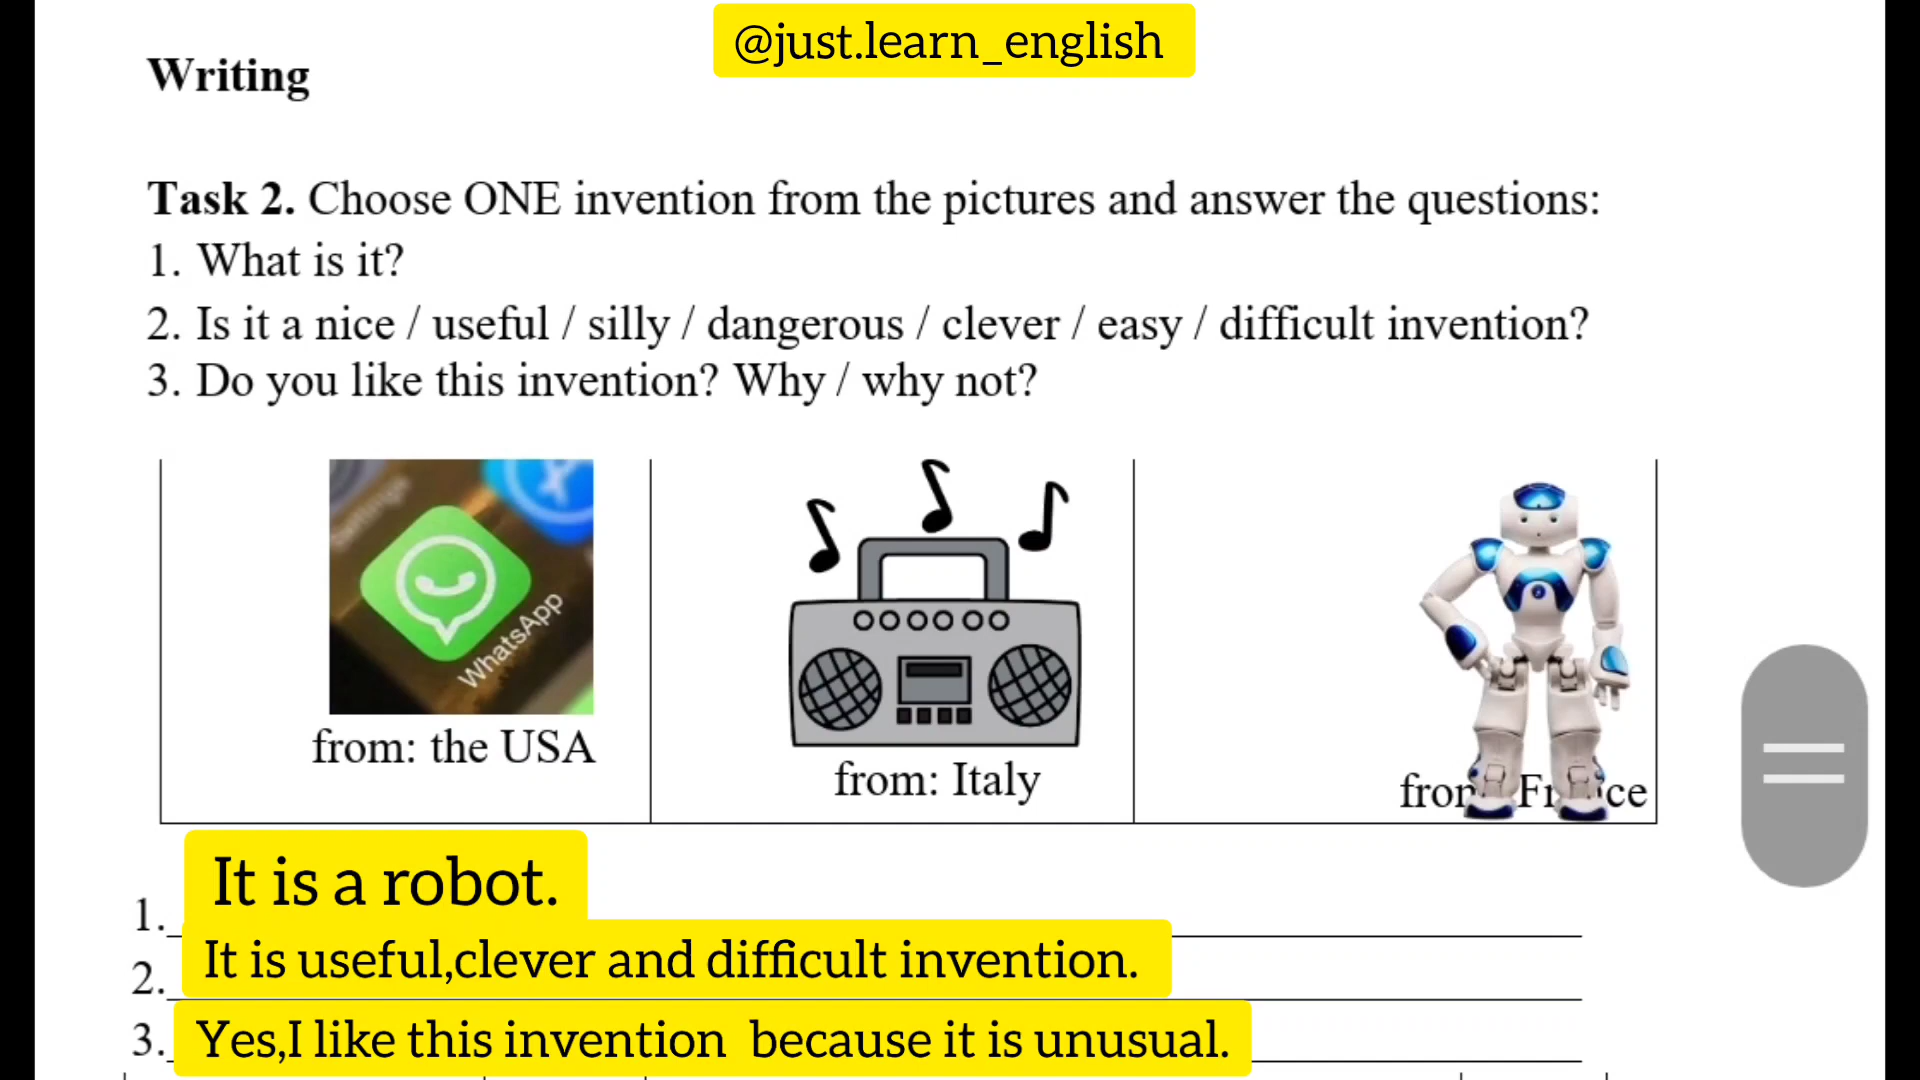 @just.learn_english
Writing
Task 2. Choose ONE invention from the pictures and answer the questions:
1. What is it?
2. Is it a nice / useful / silly / dangerous / clever / easy / difficult invention?
3. Do you like this invention? Why / why not?
WhatsApp
from: the USA
from: Italy
1. It is a robot.
2. It is useful,clever and difficult invention.
3. Yes,I like this invention because it is unusual.